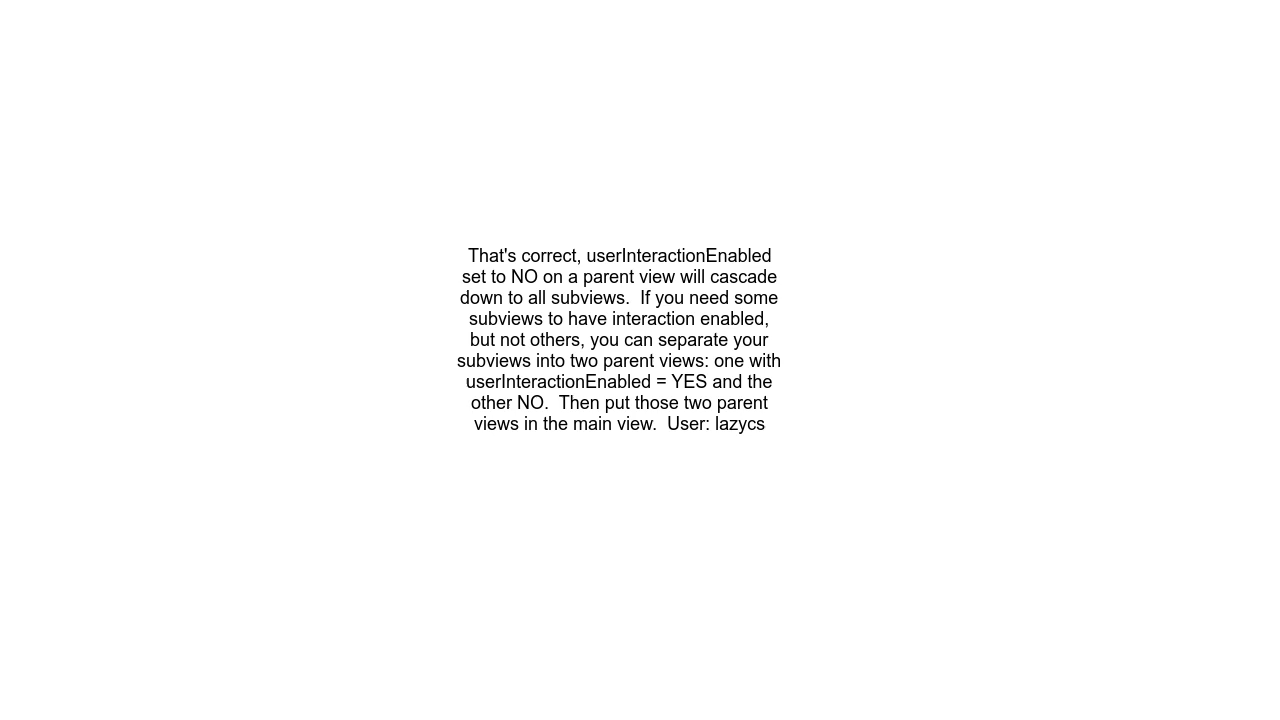 That's correct, userInteractionEnabled
set to NO on a parent view will cascade
down to all subviews.  If you need some
subviews to have interaction enabled,
but not others, you can separate your
subviews into two parent views: one with
userInteractionEnabled = YES and the
other NO.  Then put those two parent
views in the main view.  User: lazycs